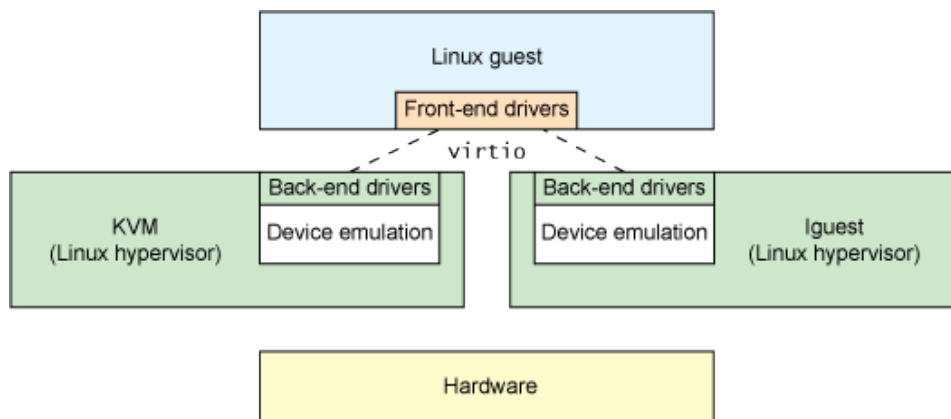 Linux guest
Front-end drivers
virtio
Back-end drivers
Back-end drivers
KVM
(Linux hypervisor)
Device emulation
Device emulation
lguest
(Linux hypervisor)
Hardware